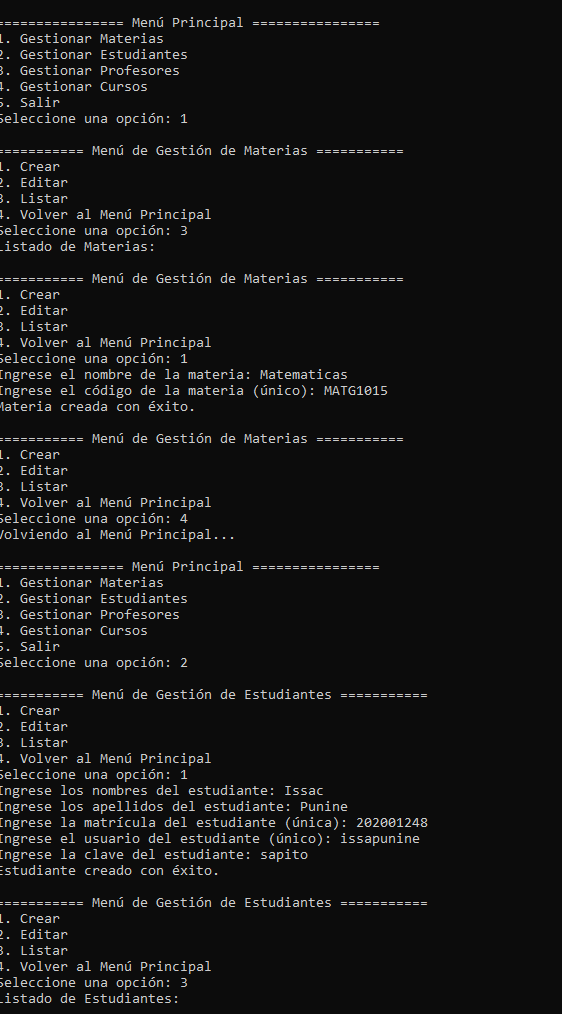 ================ Menú Principal ================
1. Gestionar Materias
2. Gestionar Estudiantes
3. Gestionar Profesores
4. Gestionar Cursos
5. Salir
Seleccione una opción: 1
=========== Menú de Gestión de Materias ===========
1. Crear
2. Editar
3. Listar
4. Volver al Menú Principal
Seleccione una opción: 3
Listado de Materias:
=========== Menú de Gestión de Materias ===========
1. Crear
2. Editar
3. Listar
4. Volver al Menú Principal
Seleccione una opción: 1
Ingrese el nombre de la materia: Matematicas
Ingrese el código de la materia (único): MATG1015
Materia creada con éxito.
=========== Menú de Gestión de Materias ===========
1. Crear
2. Editar
3. Listar
4. Volver al Menú Principal
Seleccione una opción: 4
Volviendo al Menú Principal...
================ Menú Principal ================
1. Gestionar Materias
2. Gestionar Estudiantes
3. Gestionar Profesores
4. Gestionar Cursos
5. Salir
Seleccione una opción: 2
=========== Menú de Gestión de Estudiantes ===========
1. Crear
2. Editar
3. Listar
4. Volver al Menú Principal
Seleccione una opción: 1
Ingrese los nombres del estudiante: Issac
Ingrese los apellidos del estudiante: Punine
Ingrese la matrícula del estudiante (única): 202001248
Ingrese el usuario del estudiante (único): issapunine
Ingrese la clave del estudiante: sapito
Estudiante creado con éxito.
=========== Menú de Gestión de Estudiantes ===========
1. Crear
2. Editar
3. Listar
4. Volver al Menú Principal
Seleccione una opción: 3
Listado de Estudiantes: